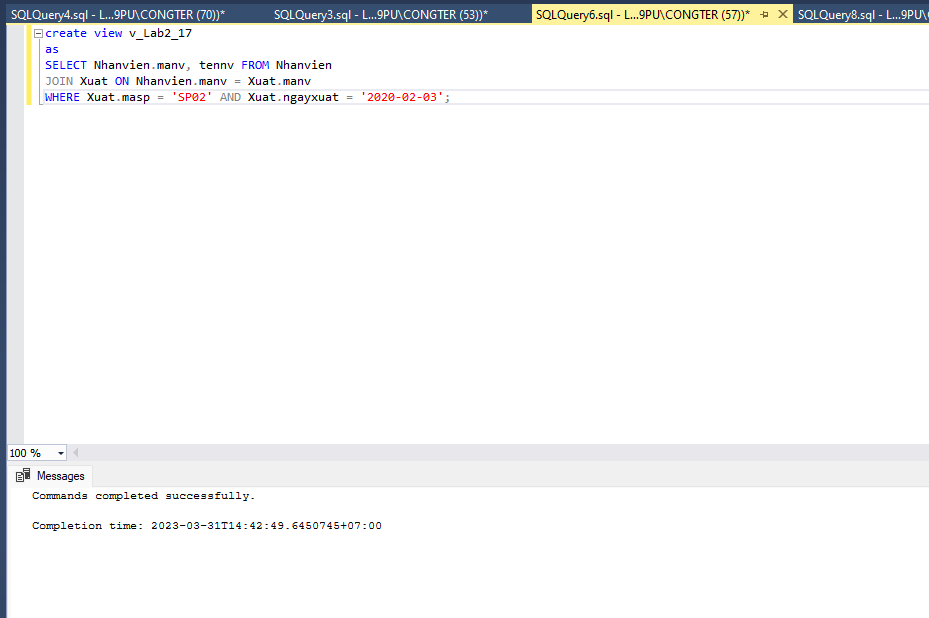 SQLQuery4.sql - L...9PU\CONGTER (70))* SQLQuery3.sql - L...9PU\CONGTER (53))* SQLQuery6.sql - L...9PU\CONGTER (57))* SQLQuery8.sql - L...9PU\
create view v_Lab2_17
as
SELECT Nhanvien.manv, tennv FROM Nhanvien
JOIN Xuat ON Nhanvien.manv = Xuat.manv
WHERE Xuat.masp = 'SP02' AND Xuat.ngayxuat = '2020-02-03';
100 %
Messages
Commands completed successfully.
Completion time: 2023-03-31T14:42:49.6450745+07:00